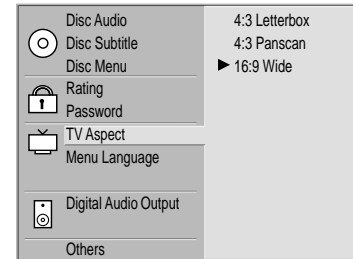 Disc Audio
Disc Subtitle
Disc Menu
Rating
Password
TV Aspect
Menu Language
Digital Audio Output
Others
4:3 Letterbox
4:3 Panscan
16:9 Wide